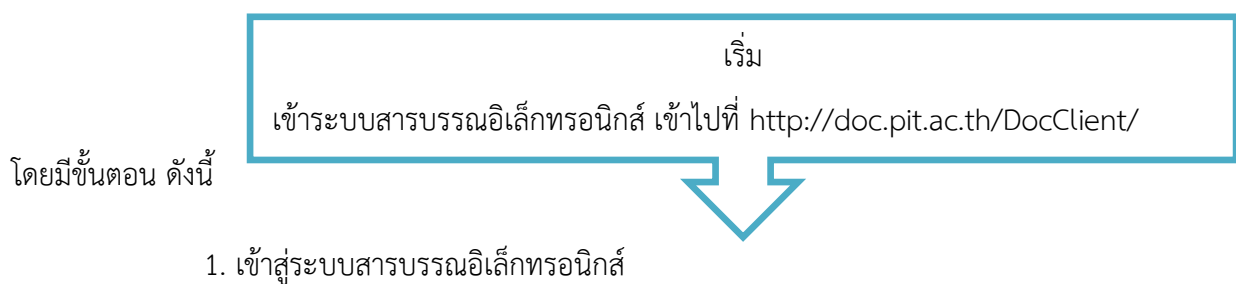 เริ่ม
เข้าระบบสารบรรณอิเล็กทรอนิกส์ เข้าไปที่ http://doc.pit.ac.th/DocClient/
โดยมีขั้นตอน ดังนี้
1. เข้าสู่ระบบสารบรรณอิเล็กทรอนิกส์